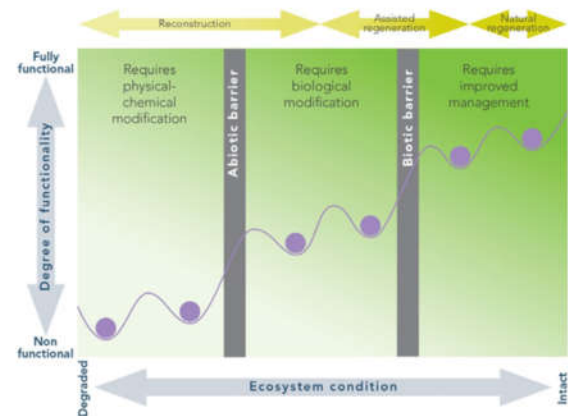 Reconstruction
Assisted
regeneration
Natural
regeneration
Fully
functional
Requires
physical-
chemical
modification
Abiotic barrier
Requires
biological
modification
Biotic barrier
Requires
improved
management
Degree of functionality
Non
functional
Degraded
Ecosystem condition
Intact